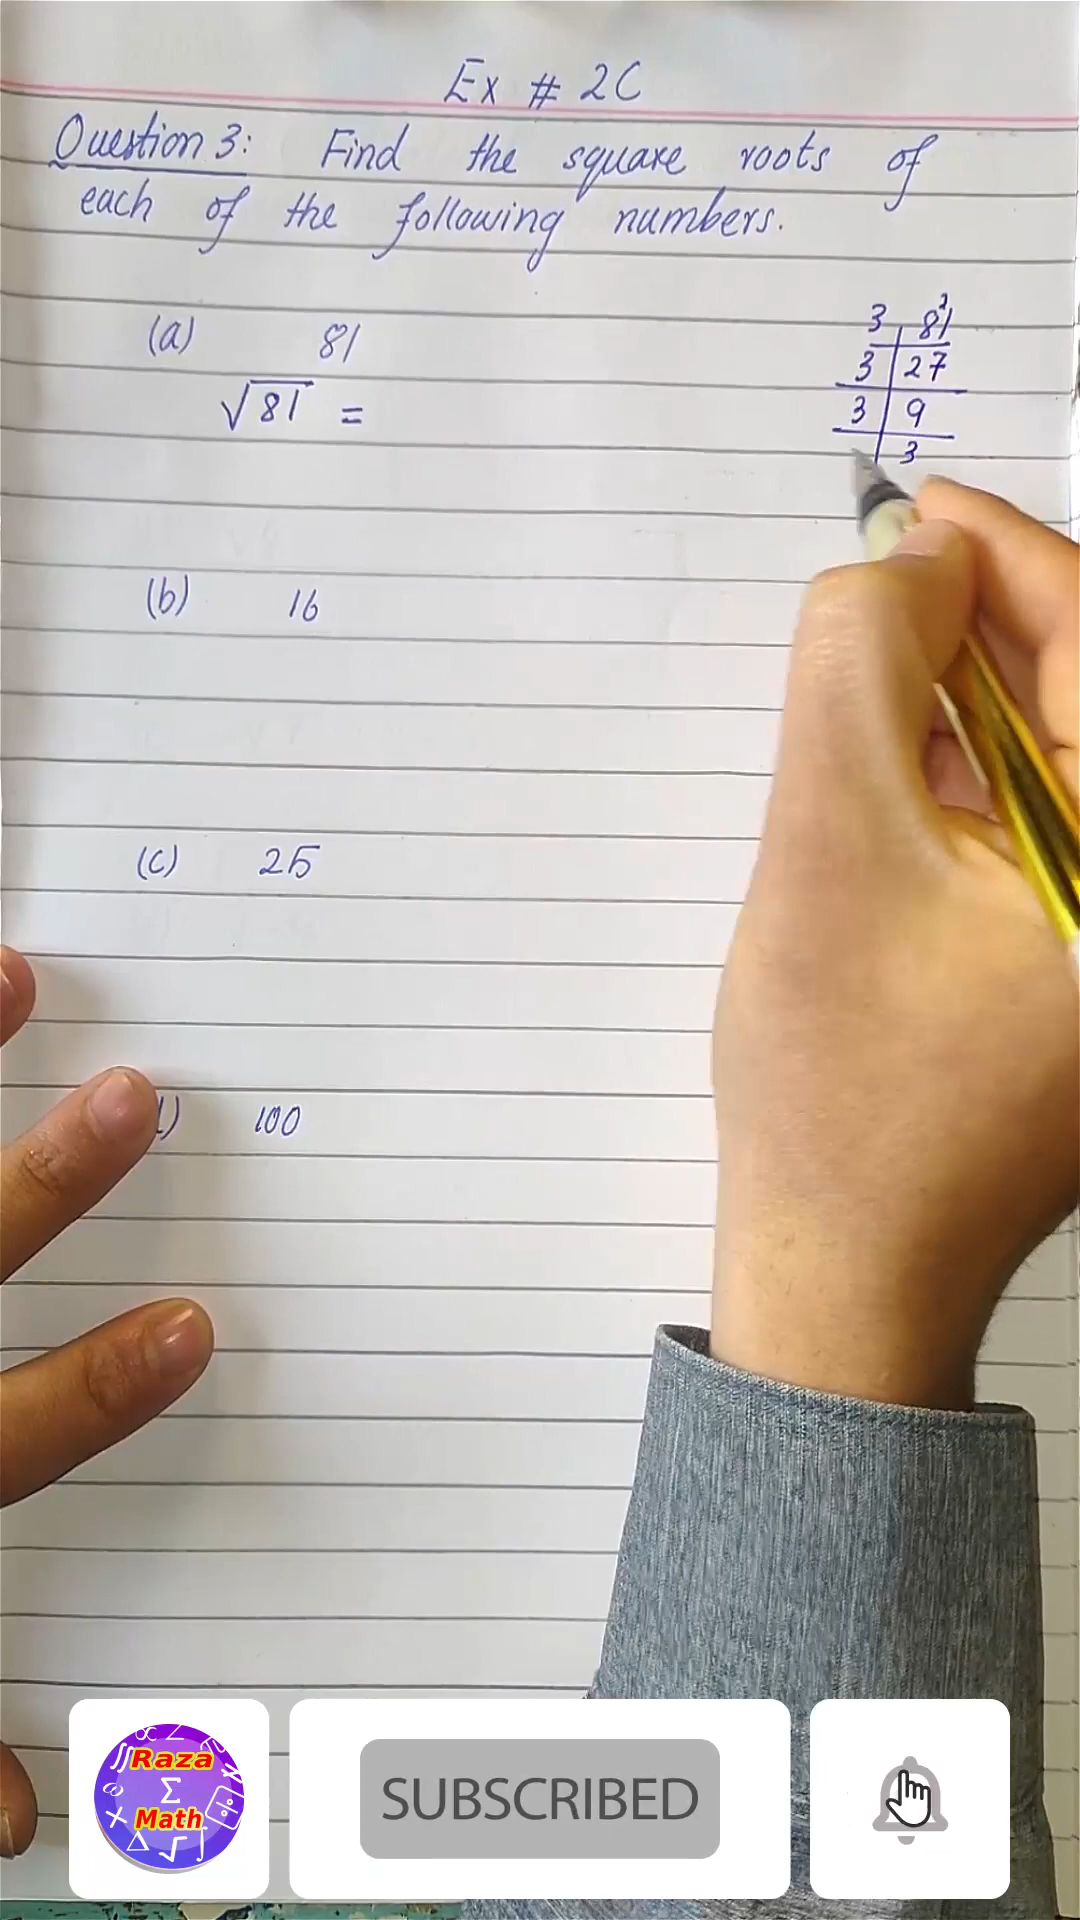 Ex # 2C
Question 3: Find the square roots of
each of the following numbers.
(a) 81
√81 =
3 8²1
3 27
3 9
3
(b) 16
(c) 25
) 100
Raza
Σ
Math
SUBSCRIBED